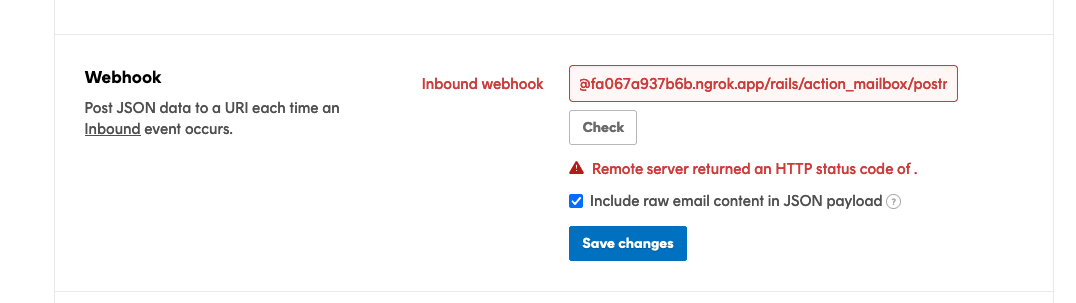 Webhook
Inbound webhook
@fa067a937b6b.ngrok.app/rails/action_mailbox/postr
Post JSON data to a URI each time an
Inbound event occurs.
Check
Remote server returned an HTTP status code of .
Include raw email content in JSON payload ?
Save changes